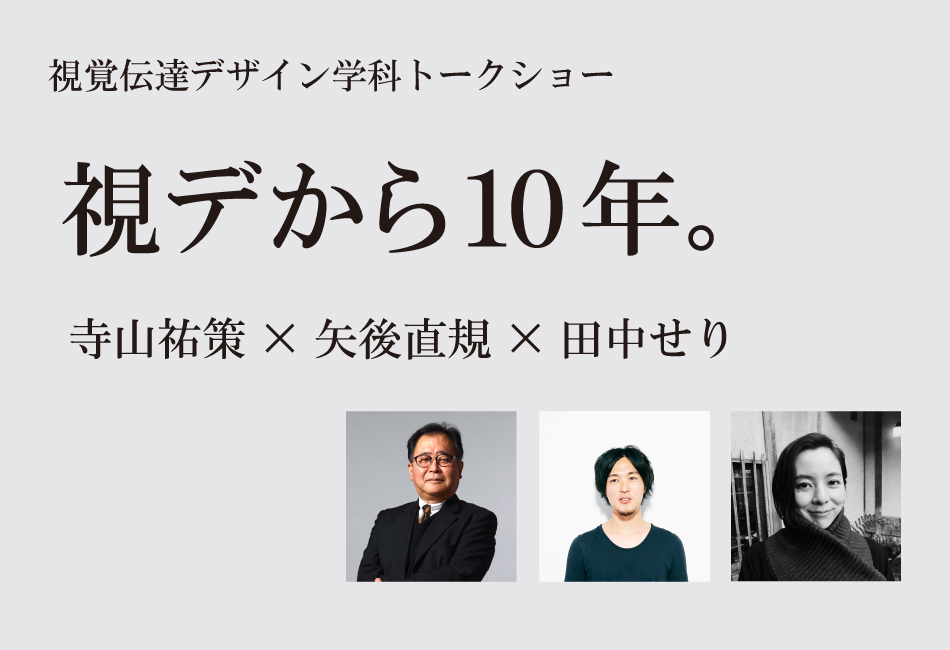 視覚伝達デザイン学科トークショー
視デから10年。
寺山祐策 × 矢後直規 × 田中せり